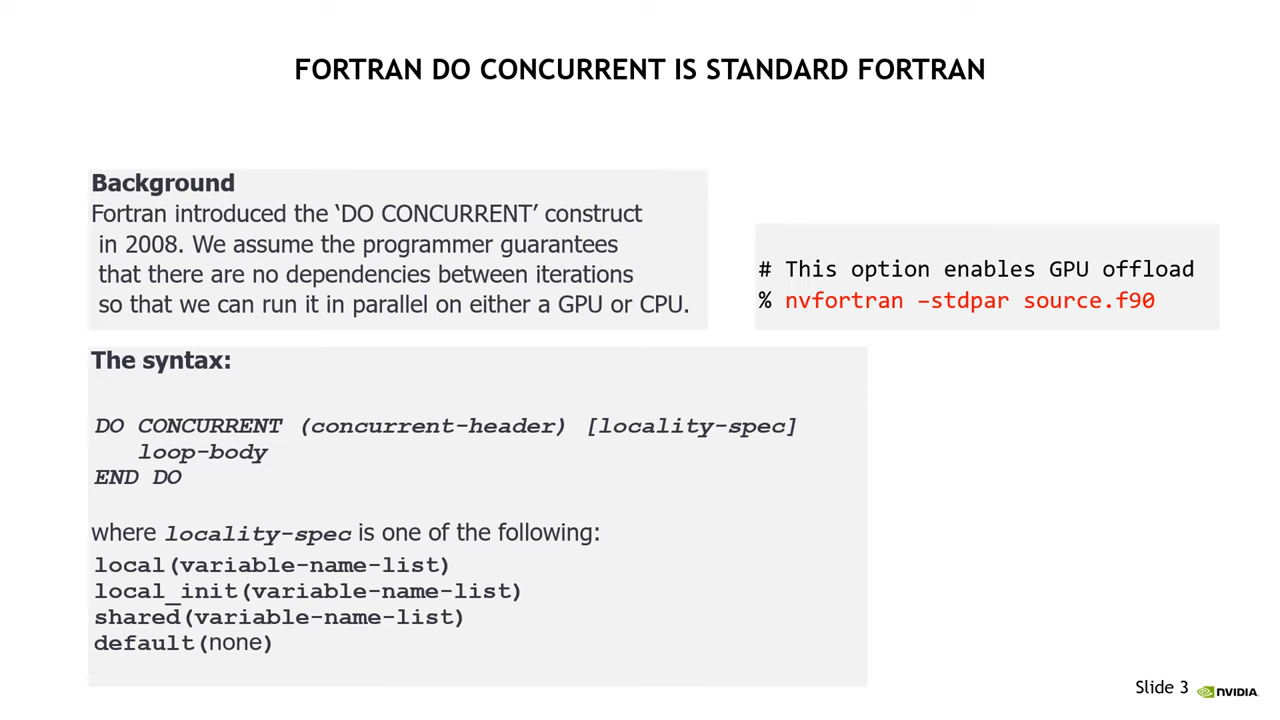 FORTRAN DO CONCURRENT IS STANDARD FORTRAN
Background
Fortran introduced the ‘DO CONCURRENT’ construct
in 2008. We assume the programmer guarantees
that there are no dependencies between iterations
so that we can run it in parallel on either a GPU or CPU.
# This option enables GPU offload
% nvfortran –stdpar source.f90
The syntax:
DO CONCURRENT (concurrent-header) [locality-spec]
loop-body
END DO
where locality-spec is one of the following:
local(variable-name-list)
local_init(variable-name-list)
shared(variable-name-list)
default(none)
Slide 3 NVIDIA.